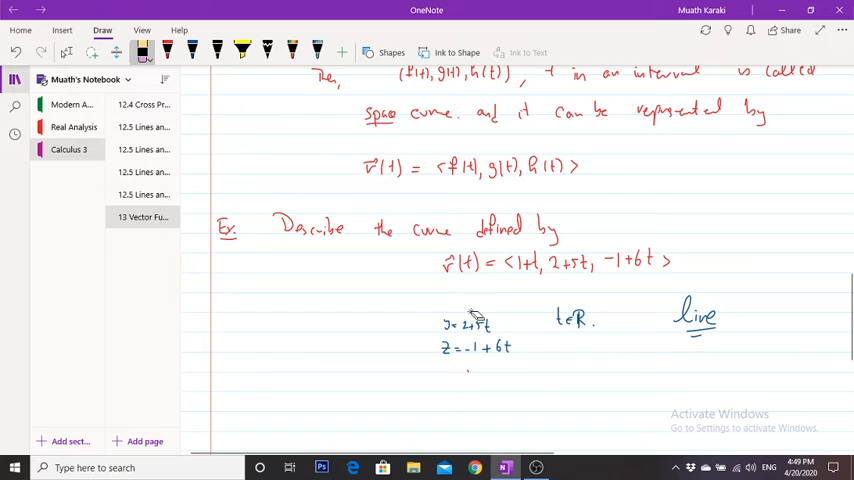 OneNote
Muath Karaki
Home
Insert
Draw
View
Help
Share
Shapes
Ink to Shape
Ink to Text
Muath's Notebook
Modern A...
Real Analysis
Calculus 3
12.4 Cross Pr...
12.5 Lines an...
12.5 Lines an...
12.5 Lines an...
12.5 Lines an...
13 Vector Fu...
Then, (f(t), g(t), h(t)), t in an interval is called
space curve. and it can be represented by
r⃗(t) = <f(t), g(t), h(t)>
Ex. Describe the curve defined by
r⃗(t) = <1+t, 2+5t, -1+6t>
y = 2+5t t∈ℝ. line
z = -1 + 6t
Activate Windows
Go to Settings to activate Windows.
Add sect...
Add page
Type here to search
Ps
ENG
4:49 PM
4/20/2020